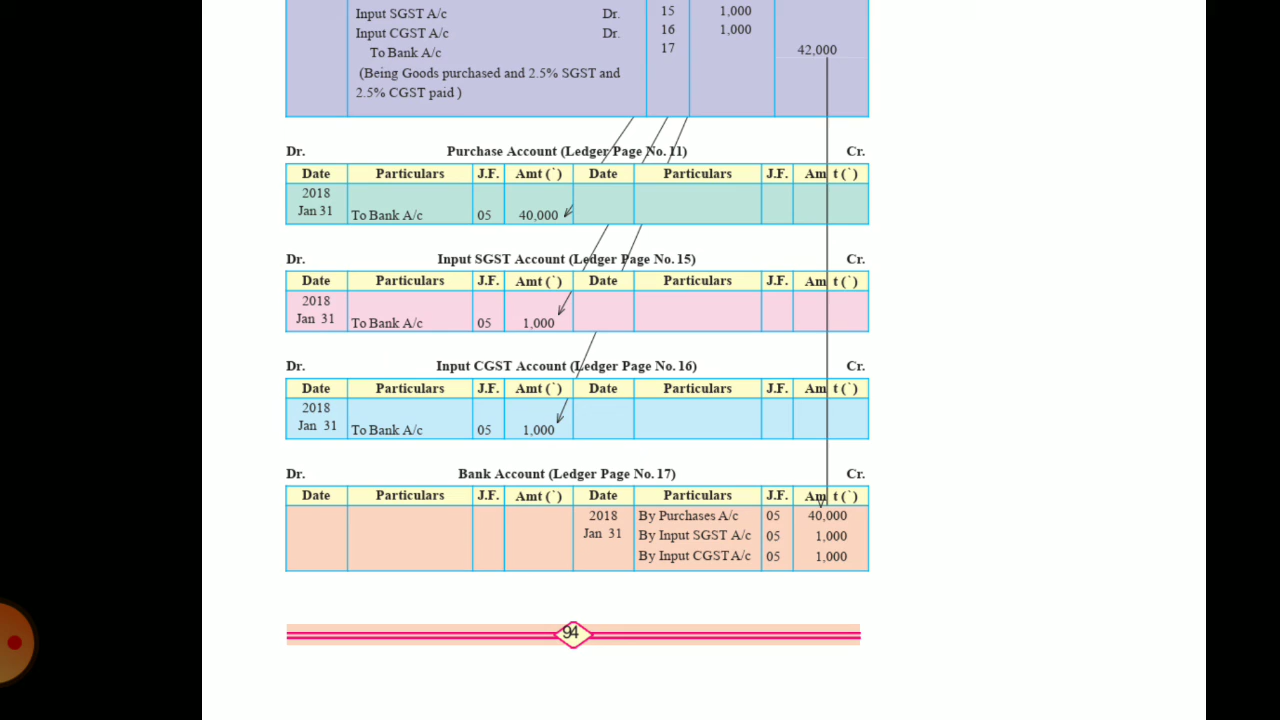 Input SGST A/c Dr. 15 1,000
Input CGST A/c Dr. 16 1,000
To Bank A/c 17 42,000
(Being Goods purchased and 2.5% SGST and
2.5% CGST paid )
Dr. Purchase Account (Ledger Page No. 11) Cr.
Date Particulars J.F. Amt (`) Date Particulars J.F. Amt (`)
2018
Jan 31 To Bank A/c 05 40,000
Dr. Input SGST Account (Ledger Page No. 15) Cr.
Date Particulars J.F. Amt (`) Date Particulars J.F. Amt (`)
2018
Jan 31 To Bank A/c 05 1,000
Dr. Input CGST Account (Ledger Page No. 16) Cr.
Date Particulars J.F. Amt (`) Date Particulars J.F. Amt (`)
2018
Jan 31 To Bank A/c 05 1,000
Dr. Bank Account (Ledger Page No. 17) Cr.
Date Particulars J.F. Amt (`) Date Particulars J.F. Amt (`)
2018 By Purchases A/c 05 40,000
Jan 31 By Input SGST A/c 05 1,000
By Input CGST A/c 05 1,000
94